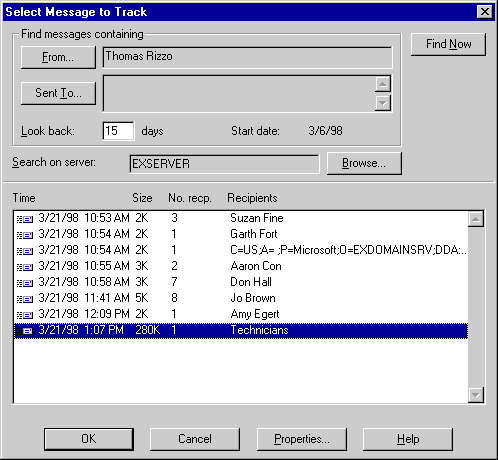 Select Message to Track
Find messages containing
From... Thomas Rizzo Find Now
Sent To...
Look back: 15 days Start date: 3/6/98
Search on server: EXSERVER Browse...
Time Size No. recp. Recipients
3/21/98 10:53 AM 2K 3 Suzan Fine
3/21/98 10:54 AM 2K 1 Garth Fort
3/21/98 10:54 AM 2K 1 C=US;A= ;P=Microsoft;O=EXDOMAINSRV;DDA:..
3/21/98 10:55 AM 3K 2 Aaron Con
3/21/98 10:58 AM 3K 7 Don Hall
3/21/98 11:41 AM 5K 8 Jo Brown
3/21/98 12:09 PM 2K 1 Amy Egert
3/21/98 1:07 PM 280K 1 Technicians
OK Cancel Properties... Help